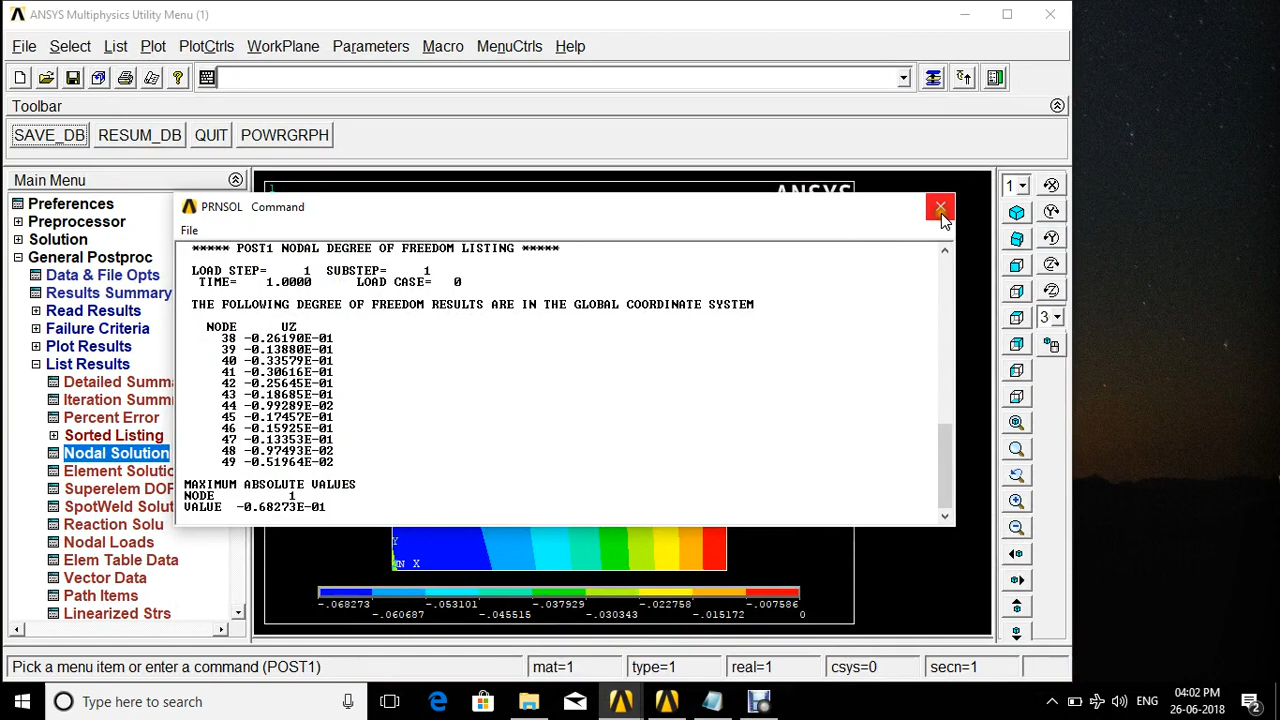 ANSYS Multiphysics Utility Menu (1)
File Select List Plot PlotCtrls WorkPlane Parameters Macro MenuCtrls Help
Toolbar
SAVE_DB RESUM_DB QUIT POWRGRPH
Main Menu
Preferences
Preprocessor
Solution
General Postproc
Data & File Opts
Results Summary
Read Results
Failure Criteria
Plot Results
List Results
Detailed Summa
Iteration Summ
Percent Error
Sorted Listing
Nodal Solution
Element Solutio
Superelem DOF
SpotWeld Solut
Reaction Solu
Nodal Loads
Elem Table Data
Vector Data
Path Items
Linearized Strs
1
ANSYS
PRNSOL Command
File
***** POST1 NODAL DEGREE OF FREEDOM LISTING *****
LOAD STEP= 1 SUBSTEP= 1
TIME= 1.0000 LOAD CASE= 0
THE FOLLOWING DEGREE OF FREEDOM RESULTS ARE IN THE GLOBAL COORDINATE SYSTEM
NODE UZ
38 -0.26190E-01
39 -0.13880E-01
40 -0.33579E-01
41 -0.30616E-01
42 -0.25645E-01
43 -0.18685E-01
44 -0.99289E-02
45 -0.17457E-01
46 -0.15925E-01
47 -0.13353E-01
48 -0.97493E-02
49 -0.51964E-02
MAXIMUM ABSOLUTE VALUES
NODE 1
VALUE -0.68273E-01
Y
X
-.068273 -.053101 -.037929 -.022758 -.007586
-.060687 -.045515 -.030343 -.015172 0
1
3
Pick a menu item or enter a command (POST1) mat=1 type=1 real=1 csys=0 secn=1
Type here to search
ENG
04:02 PM
26-06-2018
2